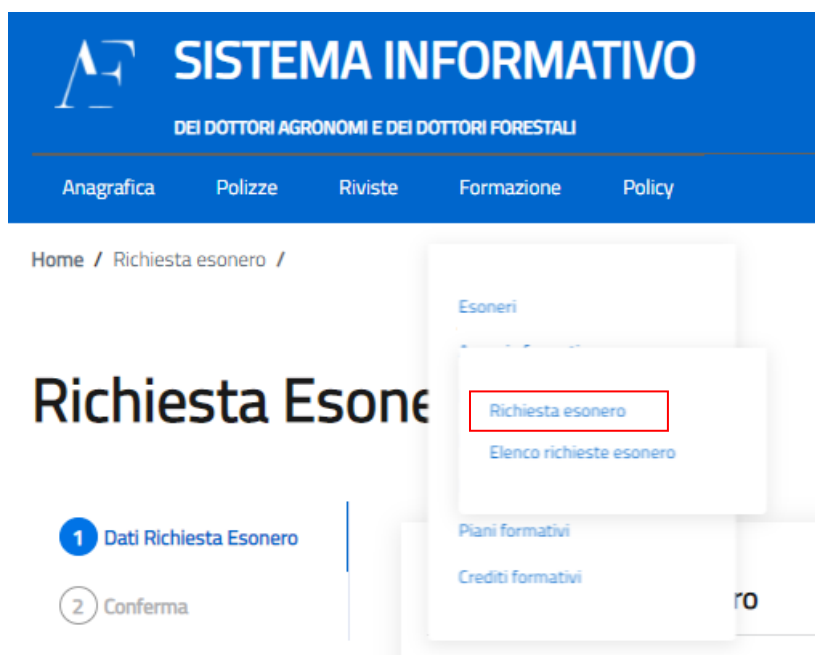 SISTEMA INFORMATIVO
DEI DOTTORI AGRONOMI E DEI DOTTORI FORESTALI
Anagrafica Polizze Riviste Formazione Policy
Home / Richiesta esonero /
Esoneri
Richiesta esonero
Elenco richieste esonero
Piani formativi
Crediti formativi
Richiesta Esone
1 Dati Richiesta Esonero
2 Conferma
ro